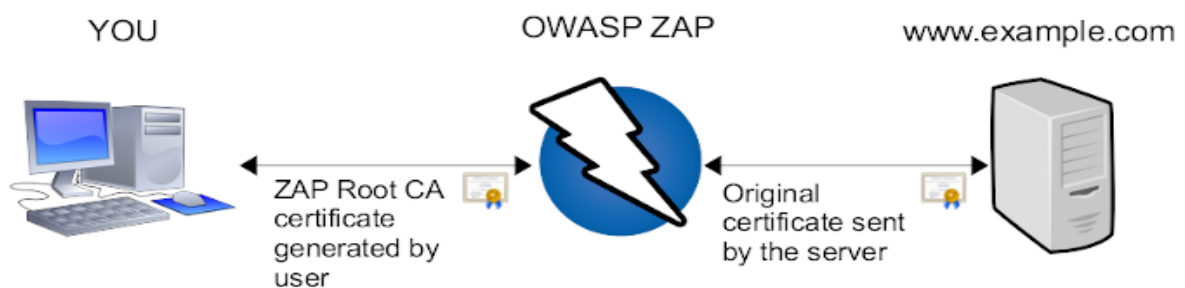 YOU
OWASP ZAP
www.example.com
ZAP Root CA
certificate
generated by
user
Original
certificate sent
by the server